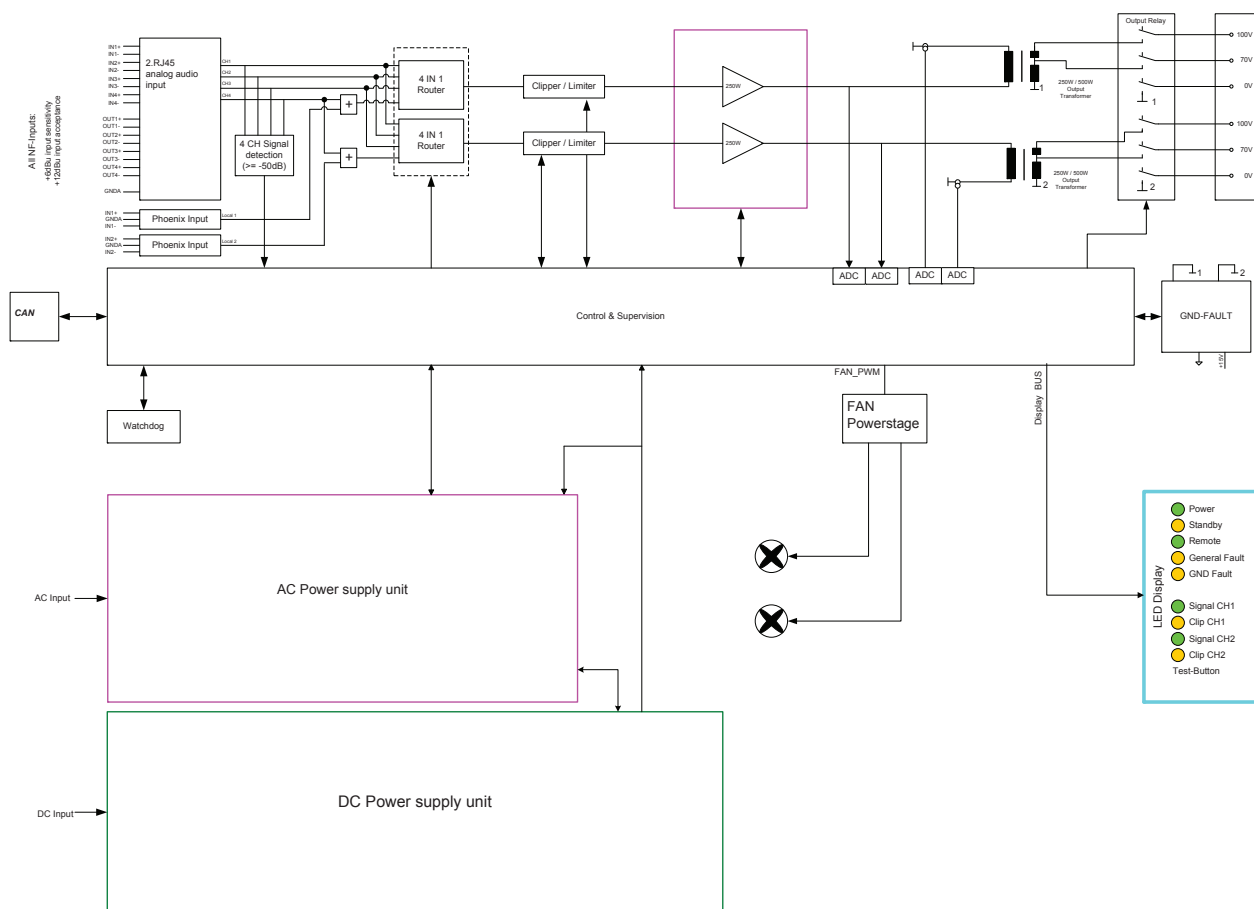 All NF-Inputs:
+6dBu input sensitivity
+12dBu input acceptance
IN1+
IN1-
IN2+
IN2-
IN3+
IN3-
IN4+
IN4-
OUT1+
OUT1-
OUT2+
OUT2-
OUT3+
OUT3-
OUT4+
OUT4-
GNDA
2.RJ45
analog audio
input
CH1
CH2
CH3
CH4
4 CH Signal
detection
(>= -50dB)
IN1+
GNDA
IN1-
Phoenix Input
Local 1
IN2+
GNDA
IN2-
Phoenix Input
Local 2
+
+
4 IN 1
Router
4 IN 1
Router
Clipper / Limiter
Clipper / Limiter
250W
250W
1
250W / 500W
Output
Transformer
2
250W / 500W
Output
Transformer
Output Relay
1
2
100V
70V
0V
100V
70V
0V
CAN
Control & Supervision
ADC
ADC
ADC
ADC
1
2
GND-FAULT
+15V
Watchdog
FAN_PWM
FAN
Powerstage
Display BUS
AC Input
AC Power supply unit
DC Input
DC Power supply unit
LED Display
Power
Standby
Remote
General Fault
GND Fault
Signal CH1
Clip CH1
Signal CH2
Clip CH2
Test-Button